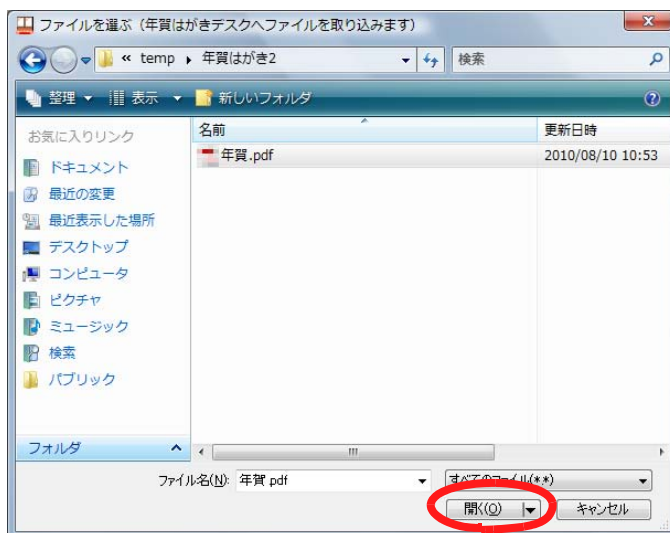 ファイルを選ぶ（年賀はがきデスクへファイルを取り込みます）
« temp ▸ 年賀はがき2 検索
整理 表示 新しいフォルダ
お気に入りリンク 名前 更新日時
年賀.pdf 2010/08/10 10:53
ドキュメント
最近の変更
最近表示した場所
デスクトップ
コンピュータ
ピクチャ
ミュージック
検索
パブリック
フォルダ
ファイル名(N): 年賀.pdf すべてのファイル(*.*)
開く(O) キャンセル